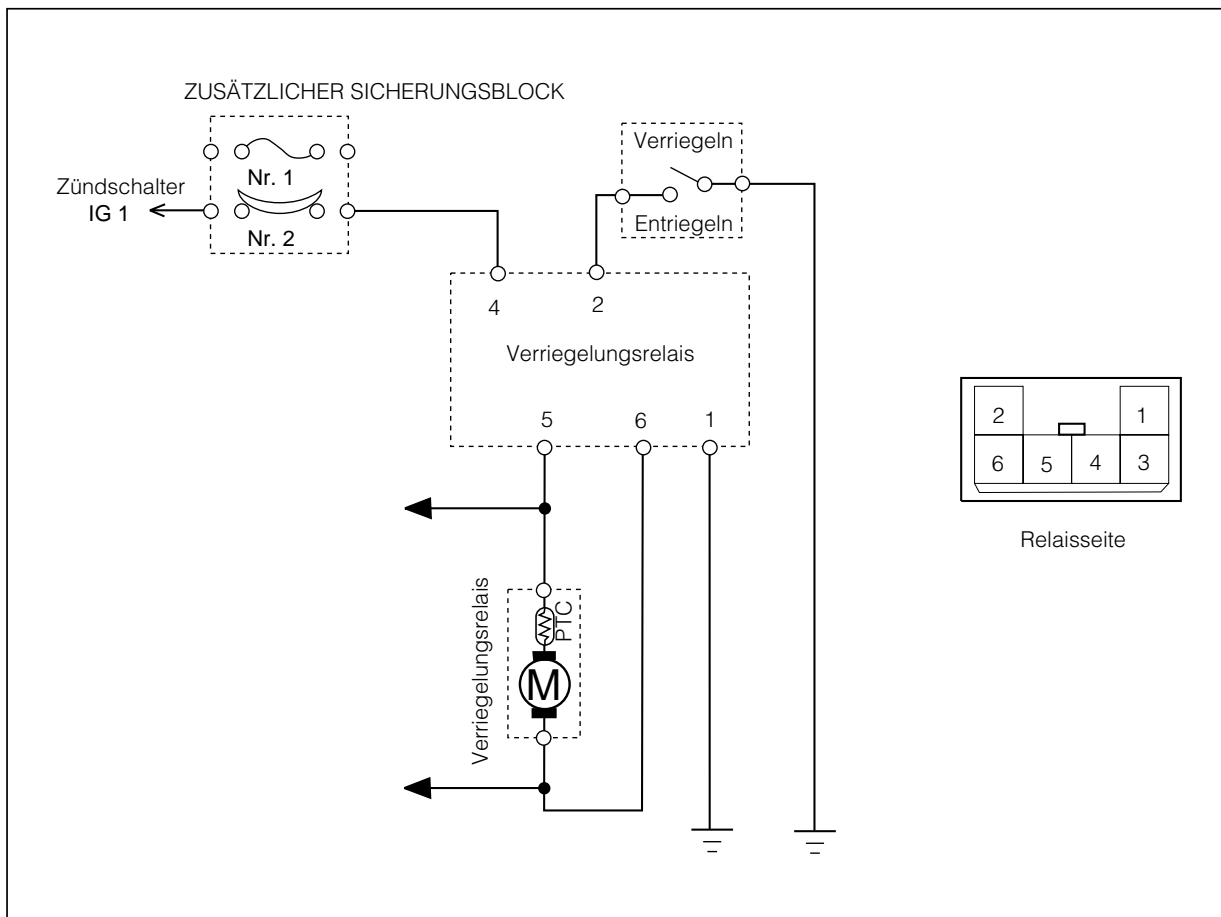 ZUSÄTZLICHER SICHERUNGSBLOCK
Verriegeln
Nr. 1
Zündschalter
IG 1
Entriegeln
Nr. 2
4
2
Verriegelungsrelais
5
6
1
2
1
6
5
4
3
Relaisseite
Verriegelungsrelais
PTC
M